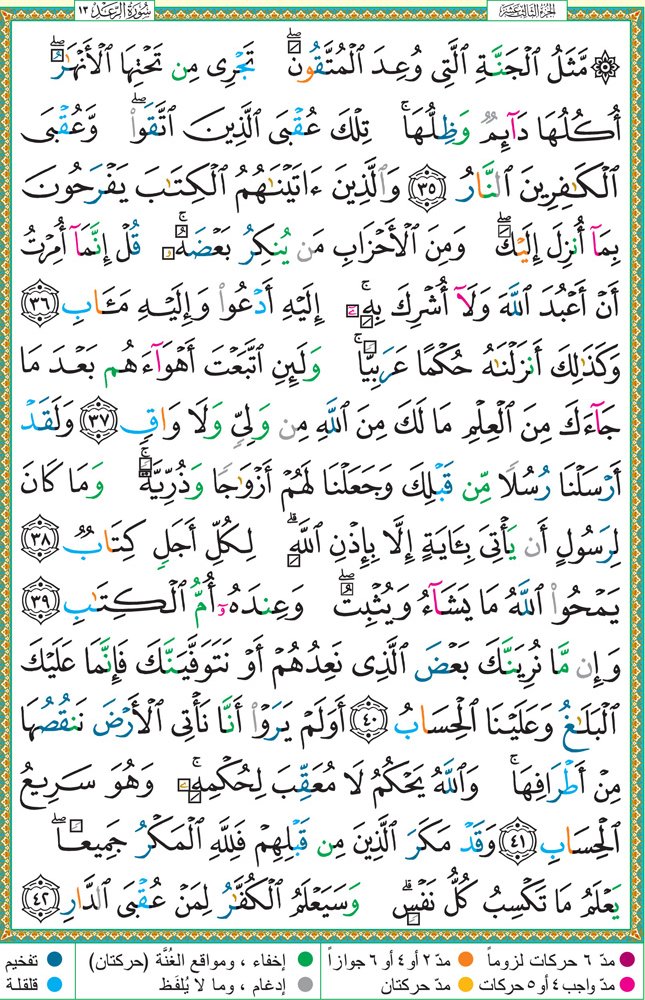 الجزء الثالث عشر سورة الرعد ١٣
۞ مَّثَلُ ٱلْجَنَّةِ ٱلَّتِى وُعِدَ ٱلْمُتَّقُونَ ۖ تَجْرِى مِن تَحْتِهَا ٱلْأَنْهَـٰرُ ۖ
أُكُلُهَا دَآئِمٌ وَظِلُّهَا ۚ تِلْكَ عُقْبَى ٱلَّذِينَ ٱتَّقَوا۟ ۖ وَّعُقْبَى
ٱلْكَـٰفِرِينَ ٱلنَّارُ ﴿٣٥﴾ وَٱلَّذِينَ ءَاتَيْنَـٰهُمُ ٱلْكِتَـٰبَ يَفْرَحُونَ
بِمَآ أُنزِلَ إِلَيْكَ ۖ وَمِنَ ٱلْأَحْزَابِ مَن يُنكِرُ بَعْضَهُۥ ۚ قُلْ إِنَّمَآ أُمِرْتُ
أَنْ أَعْبُدَ ٱللَّهَ وَلَآ أُشْرِكَ بِهِۦٓ ۚ إِلَيْهِ أَدْعُوا۟ وَإِلَيْهِ مَـَٔابِ ﴿٣٦﴾
وَكَذَٰلِكَ أَنزَلْنَـٰهُ حُكْمًا عَرَبِيًّا ۚ وَلَئِنِ ٱتَّبَعْتَ أَهْوَآءَهُم بَعْدَ مَا
جَآءَكَ مِنَ ٱلْعِلْمِ مَا لَكَ مِنَ ٱللَّهِ مِن وَلِىٍّ وَلَا وَاقٍ ﴿٣٧﴾ وَلَقَدْ
أَرْسَلْنَا رُسُلًا مِّن قَبْلِكَ وَجَعَلْنَا لَهُمْ أَزْوَٰجًا وَذُرِّيَّةً ۚ وَمَا كَانَ
لِرَسُولٍ أَن يَأْتِىَ بِـَٔايَةٍ إِلَّا بِإِذْنِ ٱللَّهِ ۗ لِكُلِّ أَجَلٍ كِتَابٌ ﴿٣٨﴾
يَمْحُوا۟ ٱللَّهُ مَا يَشَآءُ وَيُثْبِتُ ۖ وَعِندَهُۥٓ أُمُّ ٱلْكِتَـٰبِ ﴿٣٩﴾
وَإِن مَّا نُرِيَنَّكَ بَعْضَ ٱلَّذِى نَعِدُهُمْ أَوْ نَتَوَفَّيَنَّكَ فَإِنَّمَا عَلَيْكَ
ٱلْبَلَـٰغُ وَعَلَيْنَا ٱلْحِسَابُ ﴿٤٠﴾ أَوَلَمْ يَرَوْا۟ أَنَّا نَأْتِى ٱلْأَرْضَ نَنقُصُهَا
مِنْ أَطْرَافِهَا ۚ وَٱللَّهُ يَحْكُمُ لَا مُعَقِّبَ لِحُكْمِهِۦ ۚ وَهُوَ سَرِيعُ
ٱلْحِسَابِ ﴿٤١﴾ وَقَدْ مَكَرَ ٱلَّذِينَ مِن قَبْلِهِمْ فَلِلَّهِ ٱلْمَكْرُ جَمِيعًا ۖ
يَعْلَمُ مَا تَكْسِبُ كُلُّ نَفْسٍ ۗ وَسَيَعْلَمُ ٱلْكُفَّـٰرُ لِمَنْ عُقْبَى ٱلدَّارِ ﴿٤٢﴾
مدّ ٦ حركات لزوماً مدّ ٢ أو ٤ أو ٦ جوازاً إخفاء ، ومواقع الغُنَّة (حركتان) تفخيم
مدّ واجب ٤ أو ٥ حركات مدّ حركتان إدغام ، وما لا يُلفَظ قلقلة